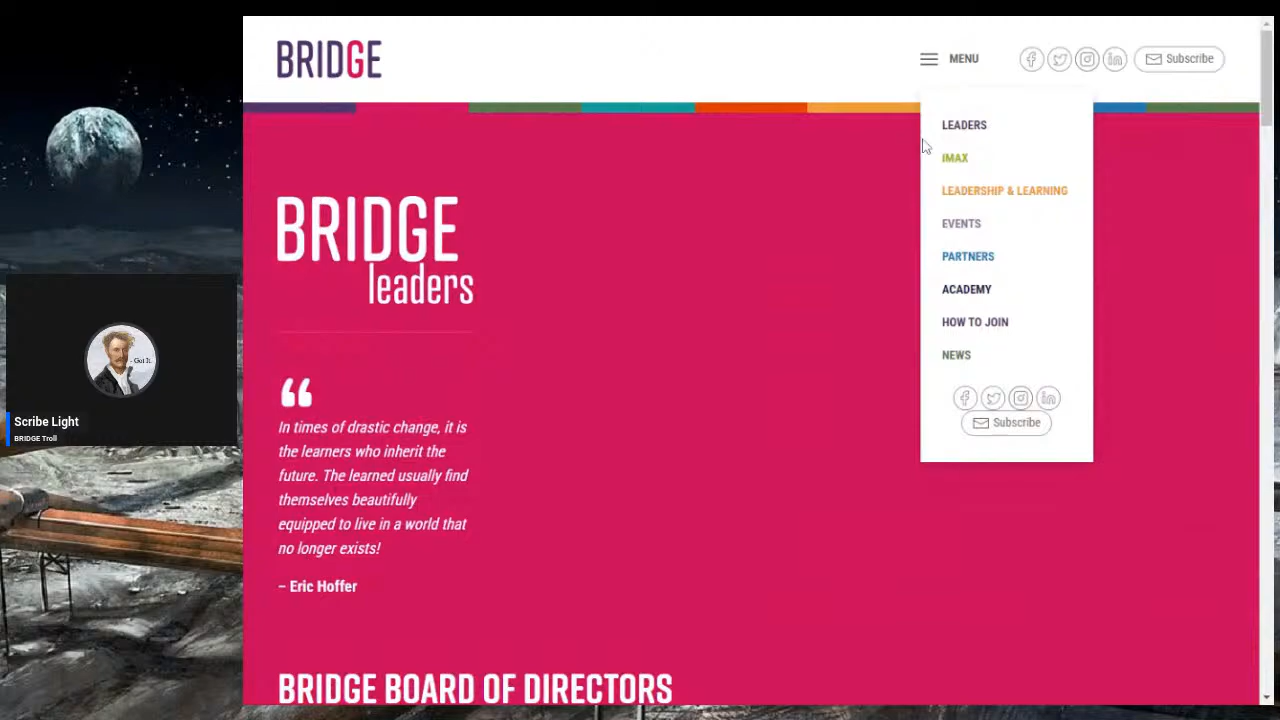 BRIDGE
MENU
Subscribe
LEADERS
IMAX
LEADERSHIP & LEARNING
EVENTS
PARTNERS
ACADEMY
HOW TO JOIN
NEWS
Subscribe
BRIDGE
leaders
“
In times of drastic change, it is
the learners who inherit the
future. The learned usually find
themselves beautifully
equipped to live in a world that
no longer exists!
– Eric Hoffer
BRIDGE BOARD OF DIRECTORS
- Got It.
Scribe Light
BRIDGE Troll